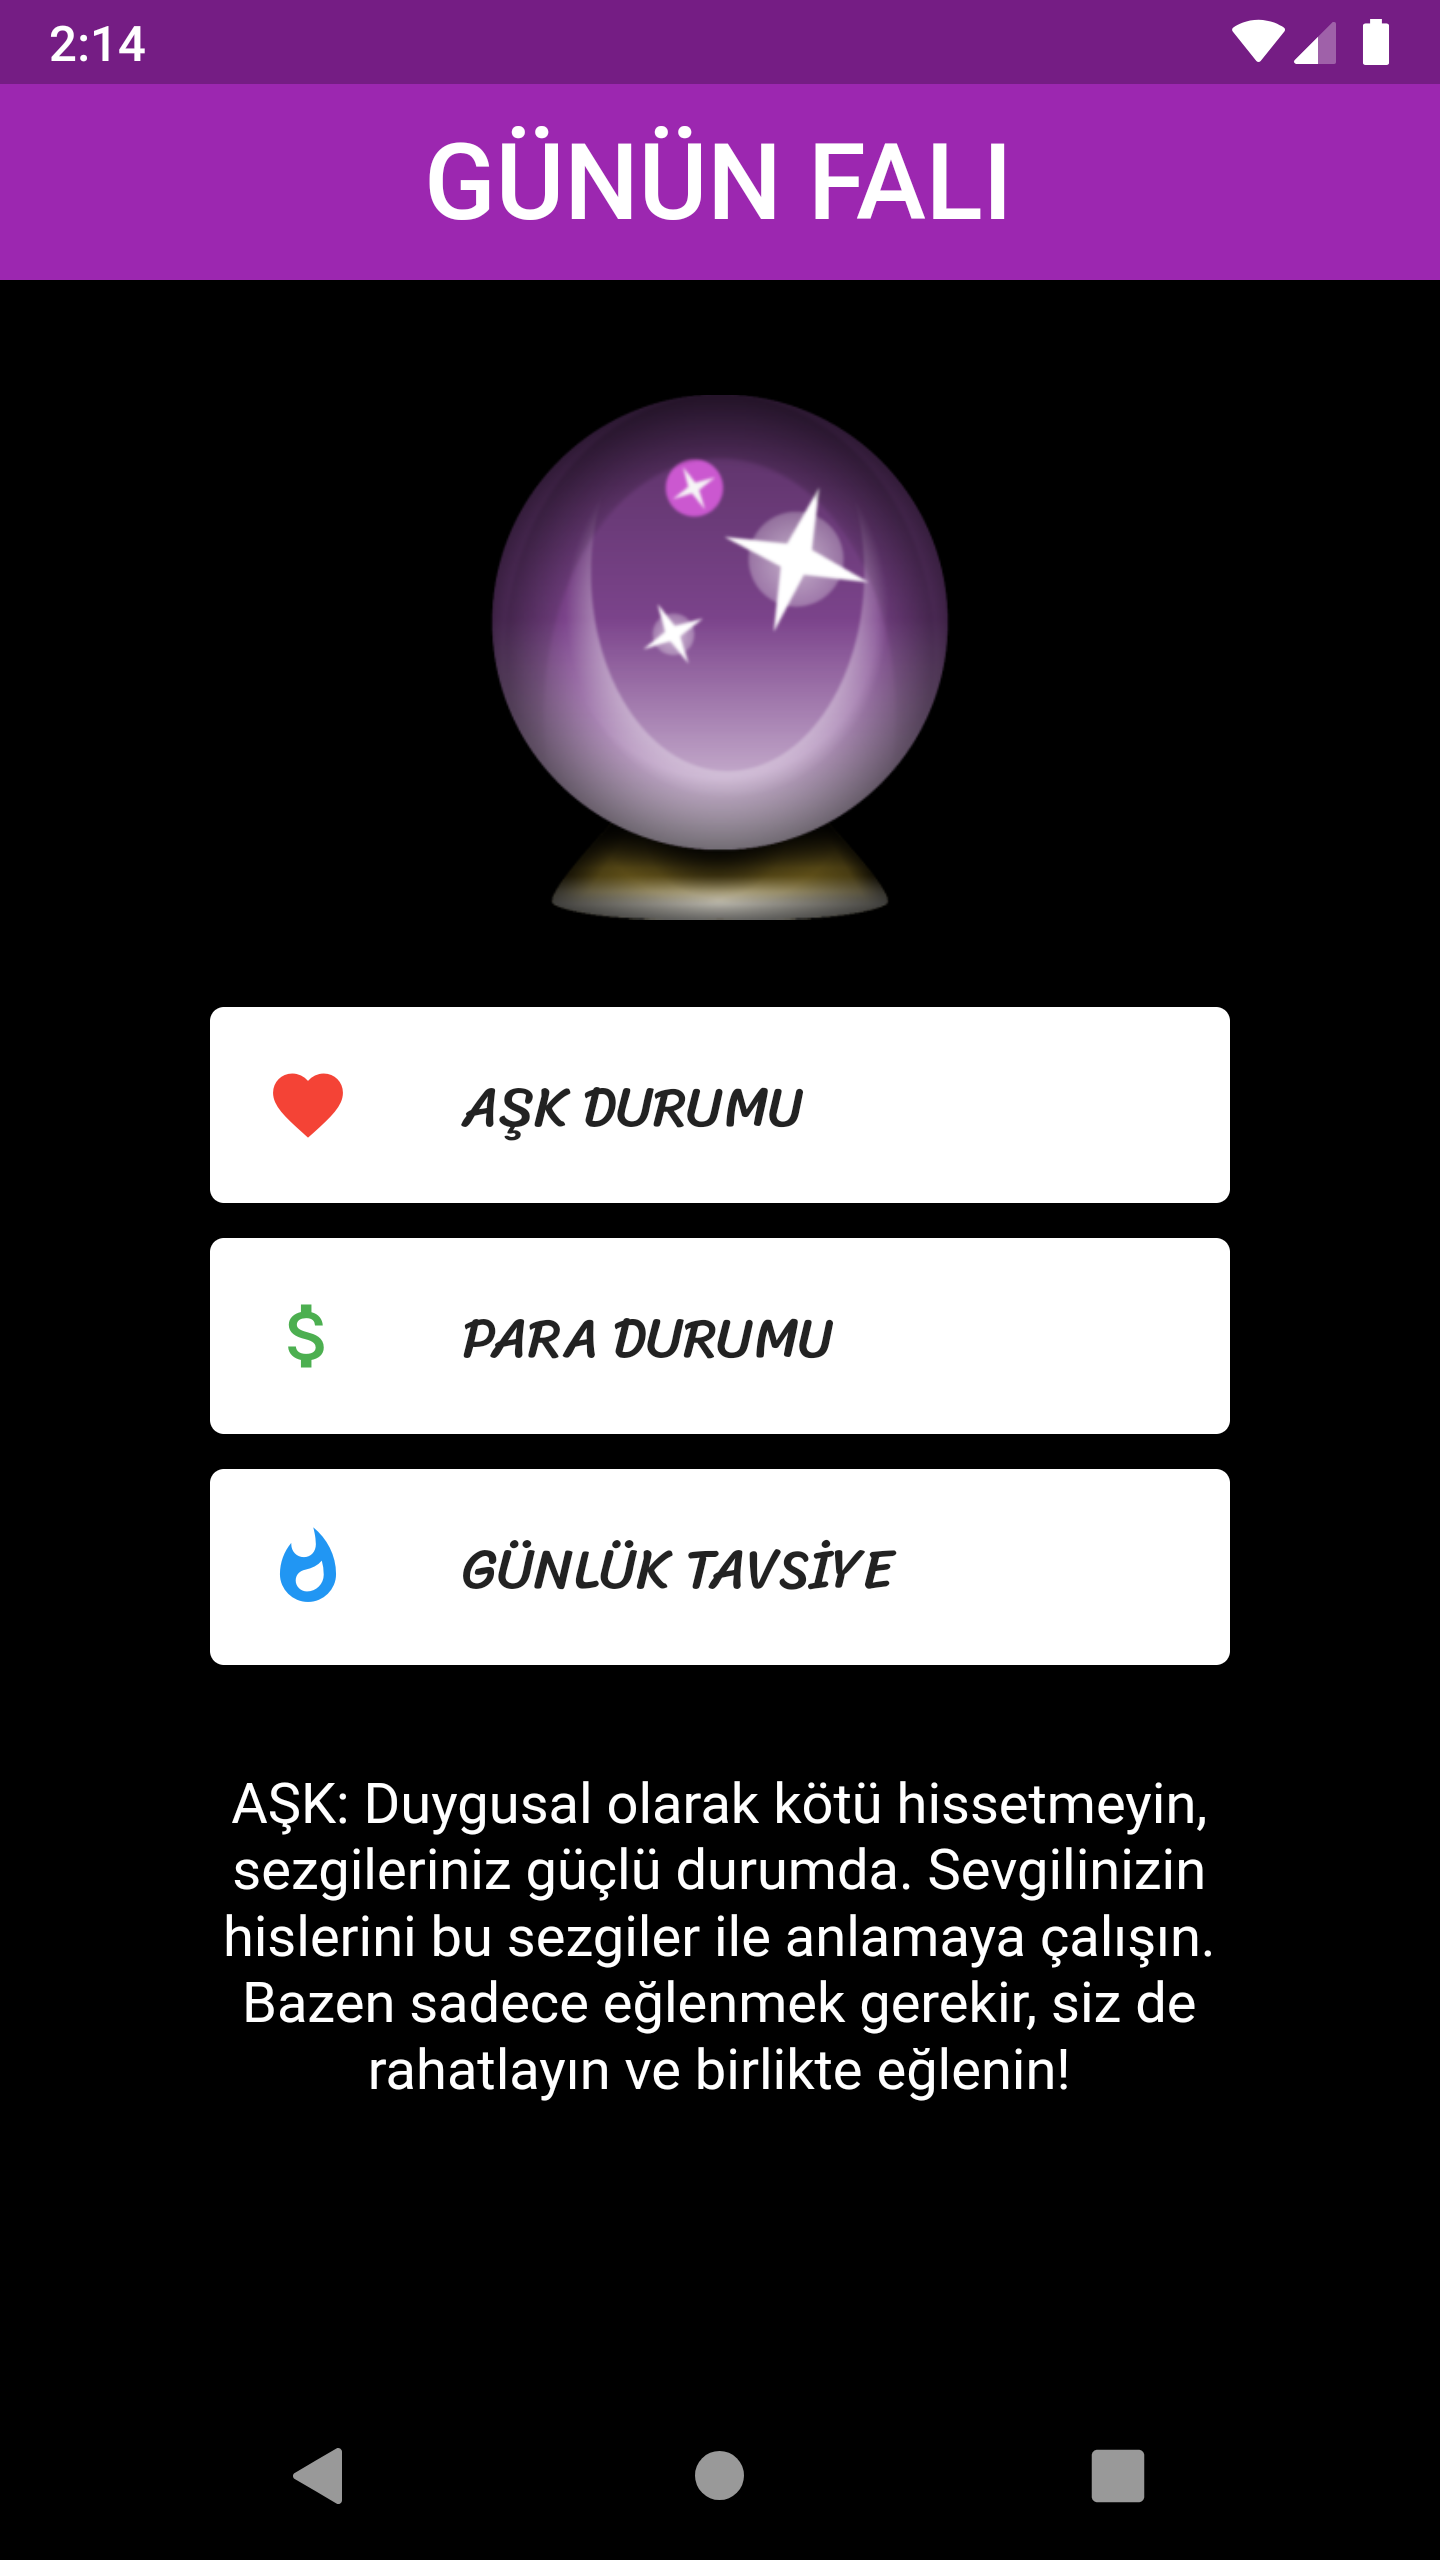 2:14
GÜNÜN FALI
AŞK DURUMU
$
PARA DURUMU
GÜNLÜK TAVSİYE
AŞK: Duygusal olarak kötü hissetmeyin,
sezgileriniz güçlü durumda. Sevgilinizin
hislerini bu sezgiler ile anlamaya çalışın.
Bazen sadece eğlenmek gerekir, siz de
rahatlayın ve birlikte eğlenin!